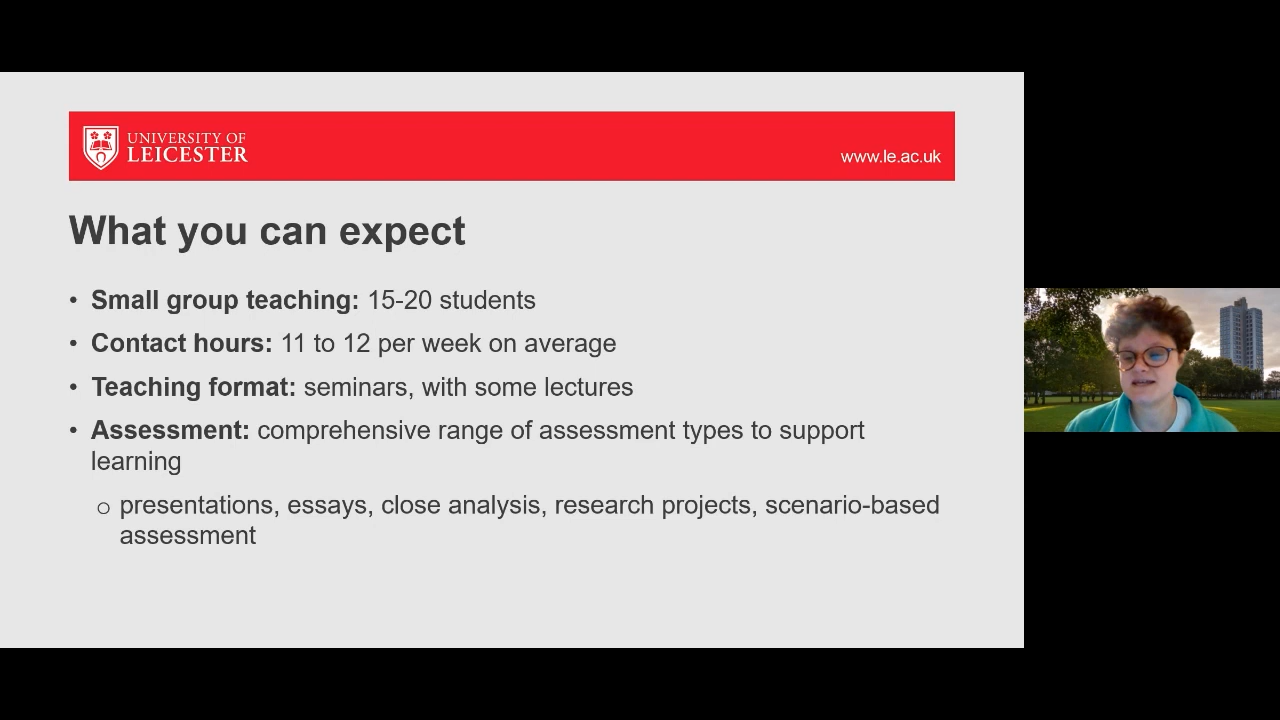 UNIVERSITY OF
LEICESTER
www.le.ac.uk
What you can expect
• Small group teaching: 15-20 students
• Contact hours: 11 to 12 per week on average
• Teaching format: seminars, with some lectures
• Assessment: comprehensive range of assessment types to support
learning
o presentations, essays, close analysis, research projects, scenario-based
assessment